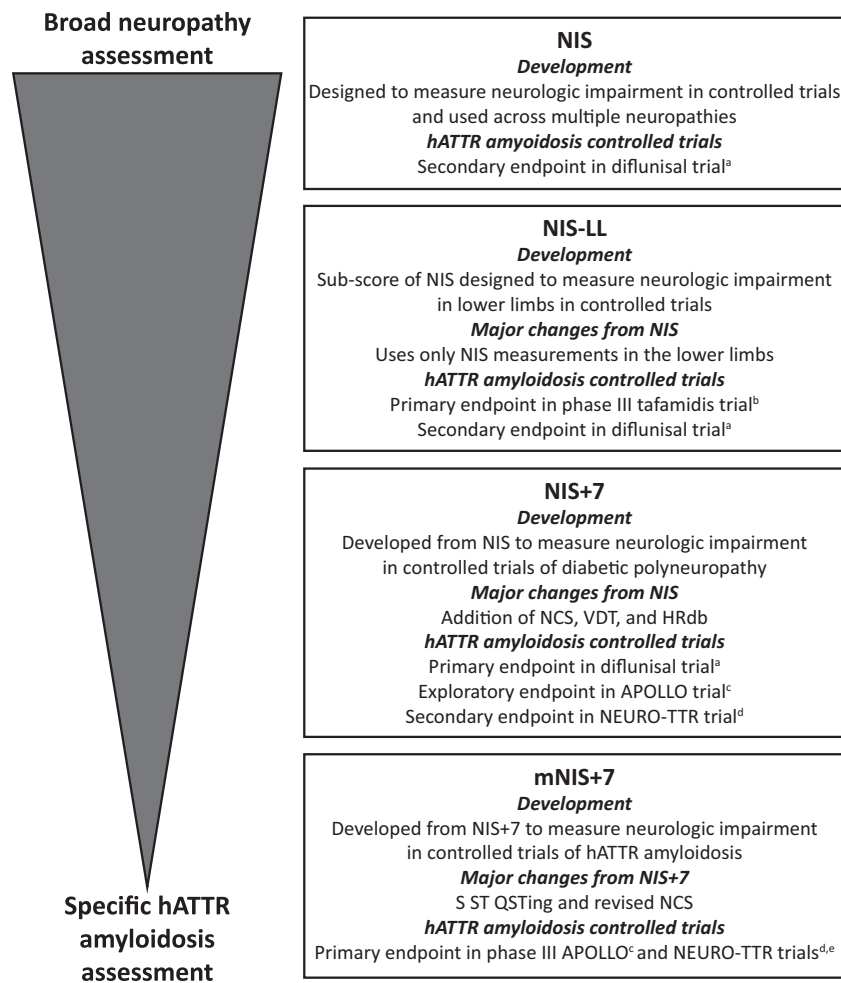 Broad neuropathy
assessment
NIS
Development
Designed to measure neurologic impairment in controlled trials
and used across multiple neuropathies
hATTR amyoidosis controlled trials
Secondary endpoint in diflunisal trialᵃ
NIS-LL
Development
Sub-score of NIS designed to measure neurologic impairment
in lower limbs in controlled trials
Major changes from NIS
Uses only NIS measurements in the lower limbs
hATTR amyloidosis controlled trials
Primary endpoint in phase III tafamidis trialᵇ
Secondary endpoint in diflunisal trialᵃ
NIS+7
Development
Developed from NIS to measure neurologic impairment
in controlled trials of diabetic polyneuropathy
Major changes from NIS
Addition of NCS, VDT, and HRdb
hATTR amyloidosis controlled trials
Primary endpoint in diflunisal trialᵃ
Exploratory endpoint in APOLLO trialᶜ
Secondary endpoint in NEURO-TTR trialᵈ
mNIS+7
Development
Developed from NIS+7 to measure neurologic impairment
in controlled trials of hATTR amyloidosis
Major changes from NIS+7
S ST QSTing and revised NCS
hATTR amyloidosis controlled trials
Primary endpoint in phase III APOLLOᶜ and NEURO-TTR trialsᵈ,ᵉ
Specific hATTR
amyloidosis
assessment